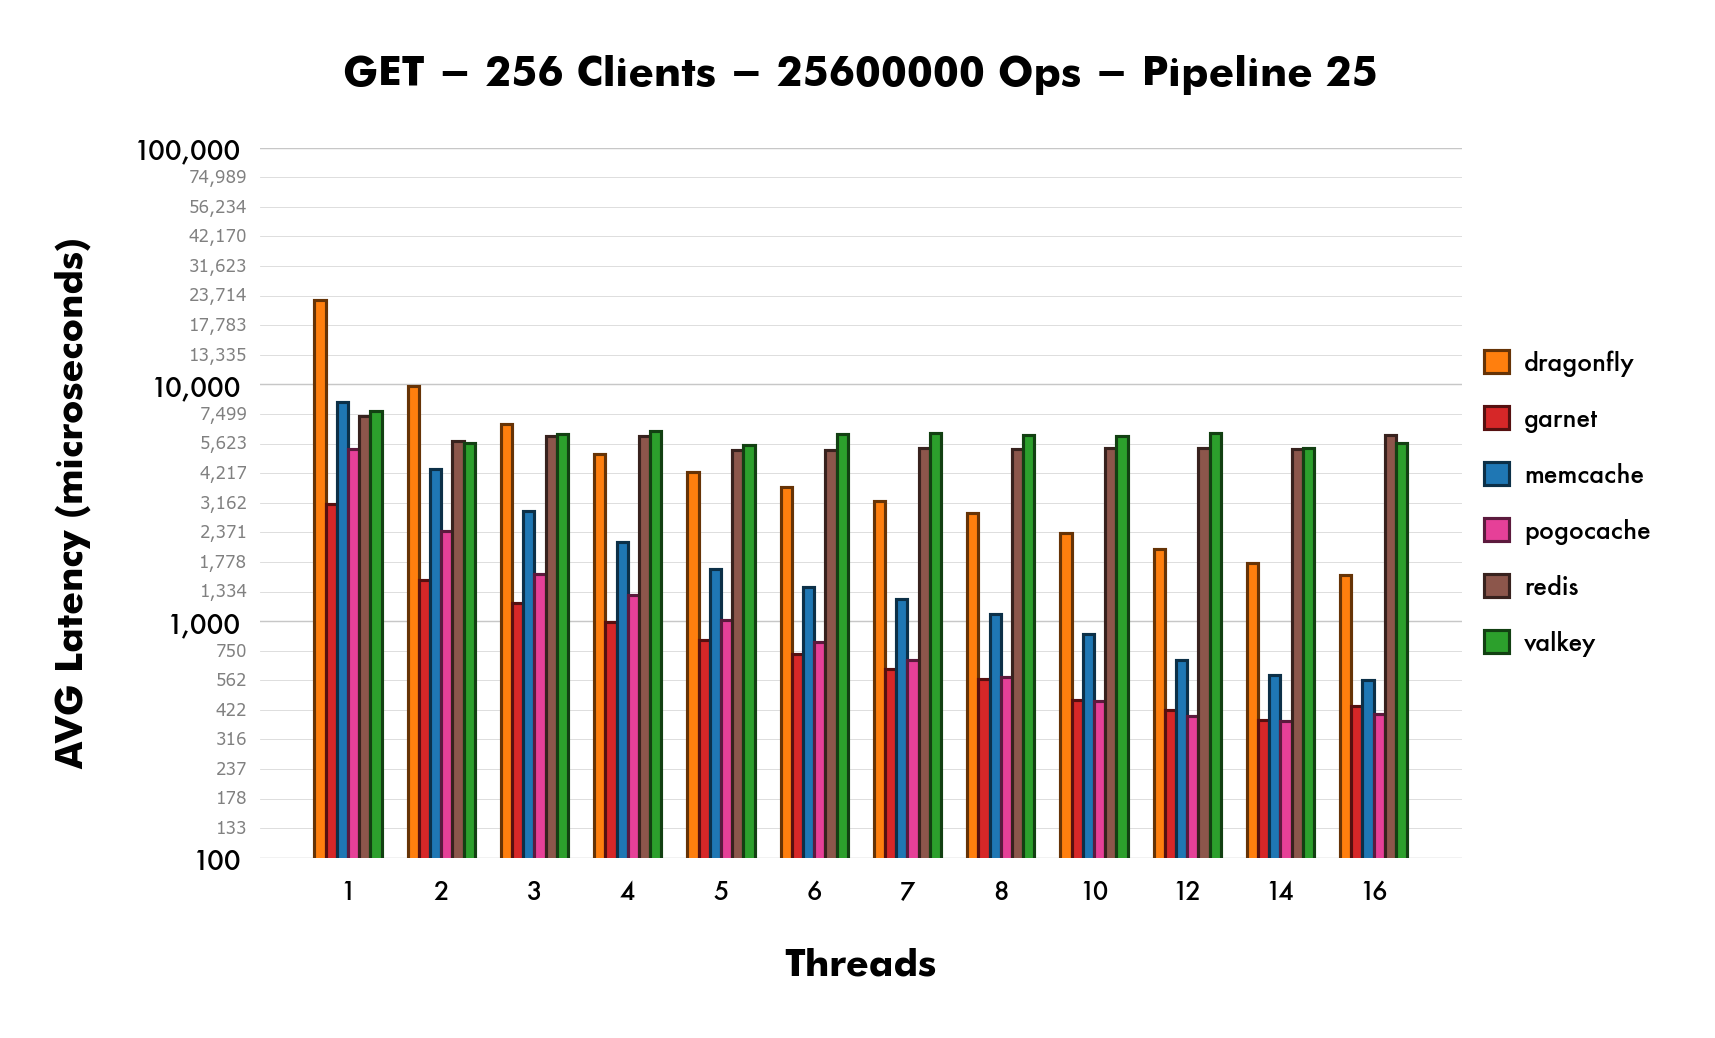 GET – 256 Clients – 25600000 Ops – Pipeline 25
AVG Latency (microseconds)
100,000
74,989
56,234
42,170
31,623
23,714
17,783
13,335
10,000
7,499
5,623
4,217
3,162
2,371
1,778
1,334
1,000
750
562
422
316
237
178
133
100
1 2 3 4 5 6 7 8 10 12 14 16
Threads
dragonfly
garnet
memcache
pogocache
redis
valkey